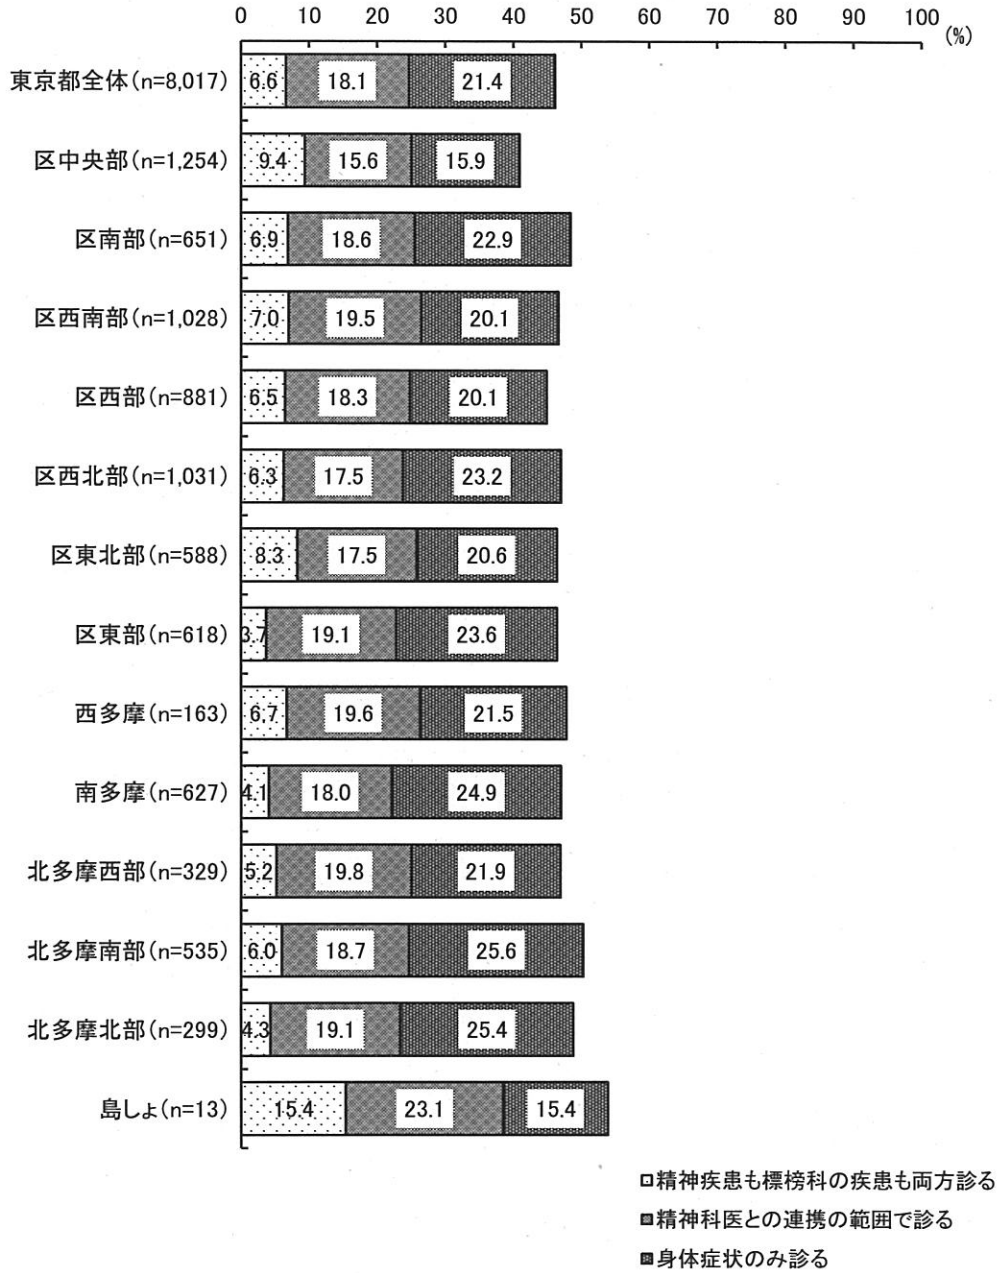 0 10 20 30 40 50 60 70 80 90 100
(%)
東京都全体(n=8,017) 6.6 18.1 21.4
区中央部(n=1,254) 9.4 15.6 15.9
区南部(n=651) 6.9 18.6 22.9
区西南部(n=1,028) 7.0 19.5 20.1
区西部(n=881) 6.5 18.3 20.1
区西北部(n=1,031) 6.3 17.5 23.2
区東北部(n=588) 8.3 17.5 20.6
区東部(n=618) 3.7 19.1 23.6
西多摩(n=163) 6.7 19.6 21.5
南多摩(n=627) 4.1 18.0 24.9
北多摩西部(n=329) 5.2 19.8 21.9
北多摩南部(n=535) 6.0 18.7 25.6
北多摩北部(n=299) 4.3 19.1 25.4
島しょ(n=13) 15.4 23.1 15.4
精神疾患も標榜科の疾患も両方診る
精神科医との連携の範囲で診る
身体症状のみ診る